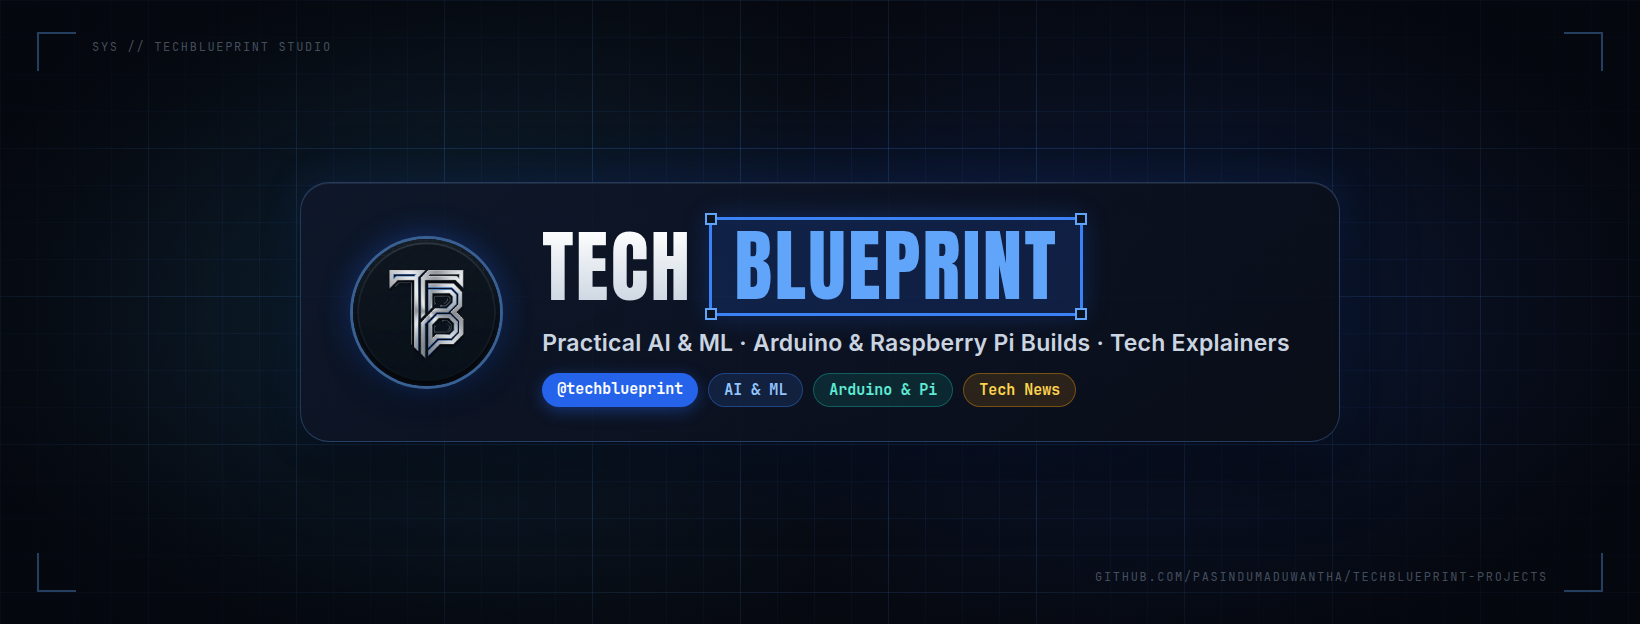 SYS // TECHBLUEPRINT STUDIO
TB
TECH BLUEPRINT
Practical AI & ML · Arduino & Raspberry Pi Builds · Tech Explainers
@techblueprint AI & ML Arduino & Pi Tech News
GITHUB.COM/PASINDUMADUWANTHA/TECHBLUEPRINT-PROJECTS